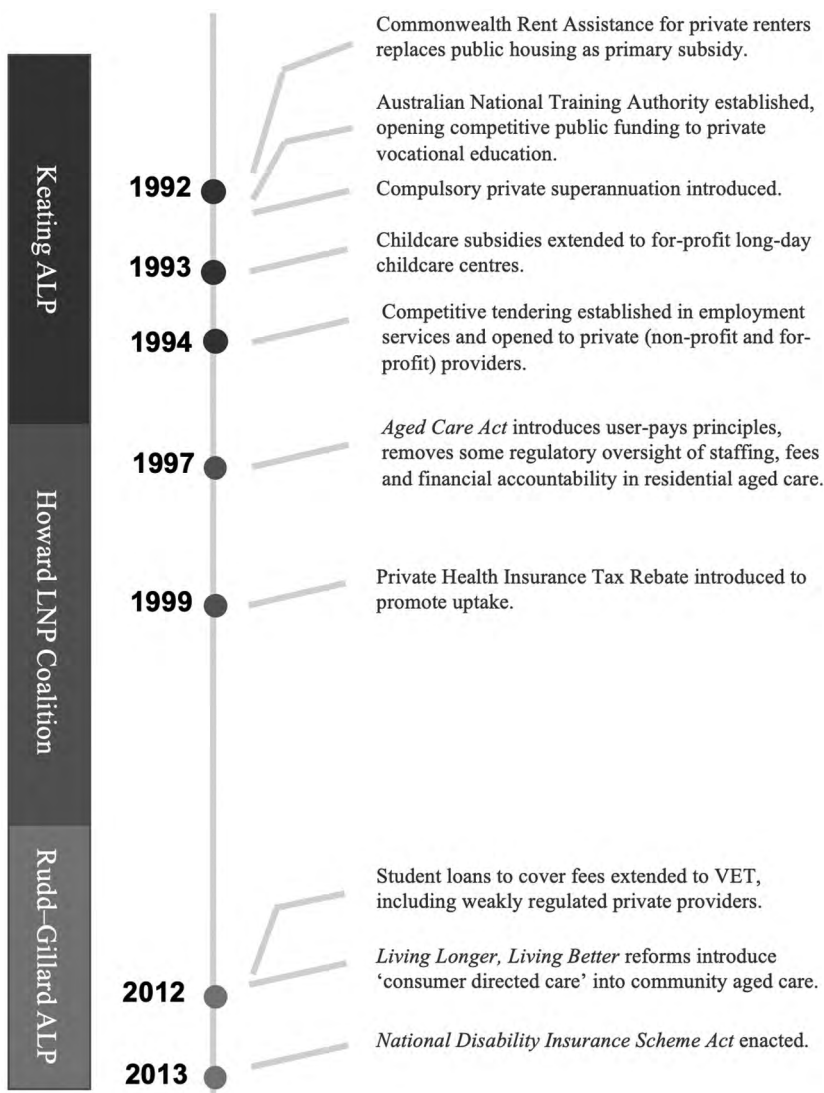 Keating ALP
Howard LNP Coalition
Rudd–Gillard ALP
1992
Commonwealth Rent Assistance for private renters
replaces public housing as primary subsidy.
Australian National Training Authority established,
opening competitive public funding to private
vocational education.
Compulsory private superannuation introduced.
1993
Childcare subsidies extended to for-profit long-day
childcare centres.
1994
Competitive tendering established in employment
services and opened to private (non-profit and for-
profit) providers.
1997
Aged Care Act introduces user-pays principles,
removes some regulatory oversight of staffing, fees
and financial accountability in residential aged care.
1999
Private Health Insurance Tax Rebate introduced to
promote uptake.
2012
Student loans to cover fees extended to VET,
including weakly regulated private providers.
Living Longer, Living Better reforms introduce
‘consumer directed care’ into community aged care.
2013
National Disability Insurance Scheme Act enacted.